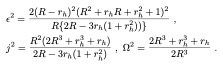 ϵ² = 2(R − r_h)²(R² + r_h R + r_h² + 1)² / R{2R − 3r_h(1 + r_h²))} ,
j² = R²(2R³ + r_h³ + r_h) / 2R − 3r_h(1 + r_h²) , Ω² = 2R³ + r_h³ + r_h / 2R³ .